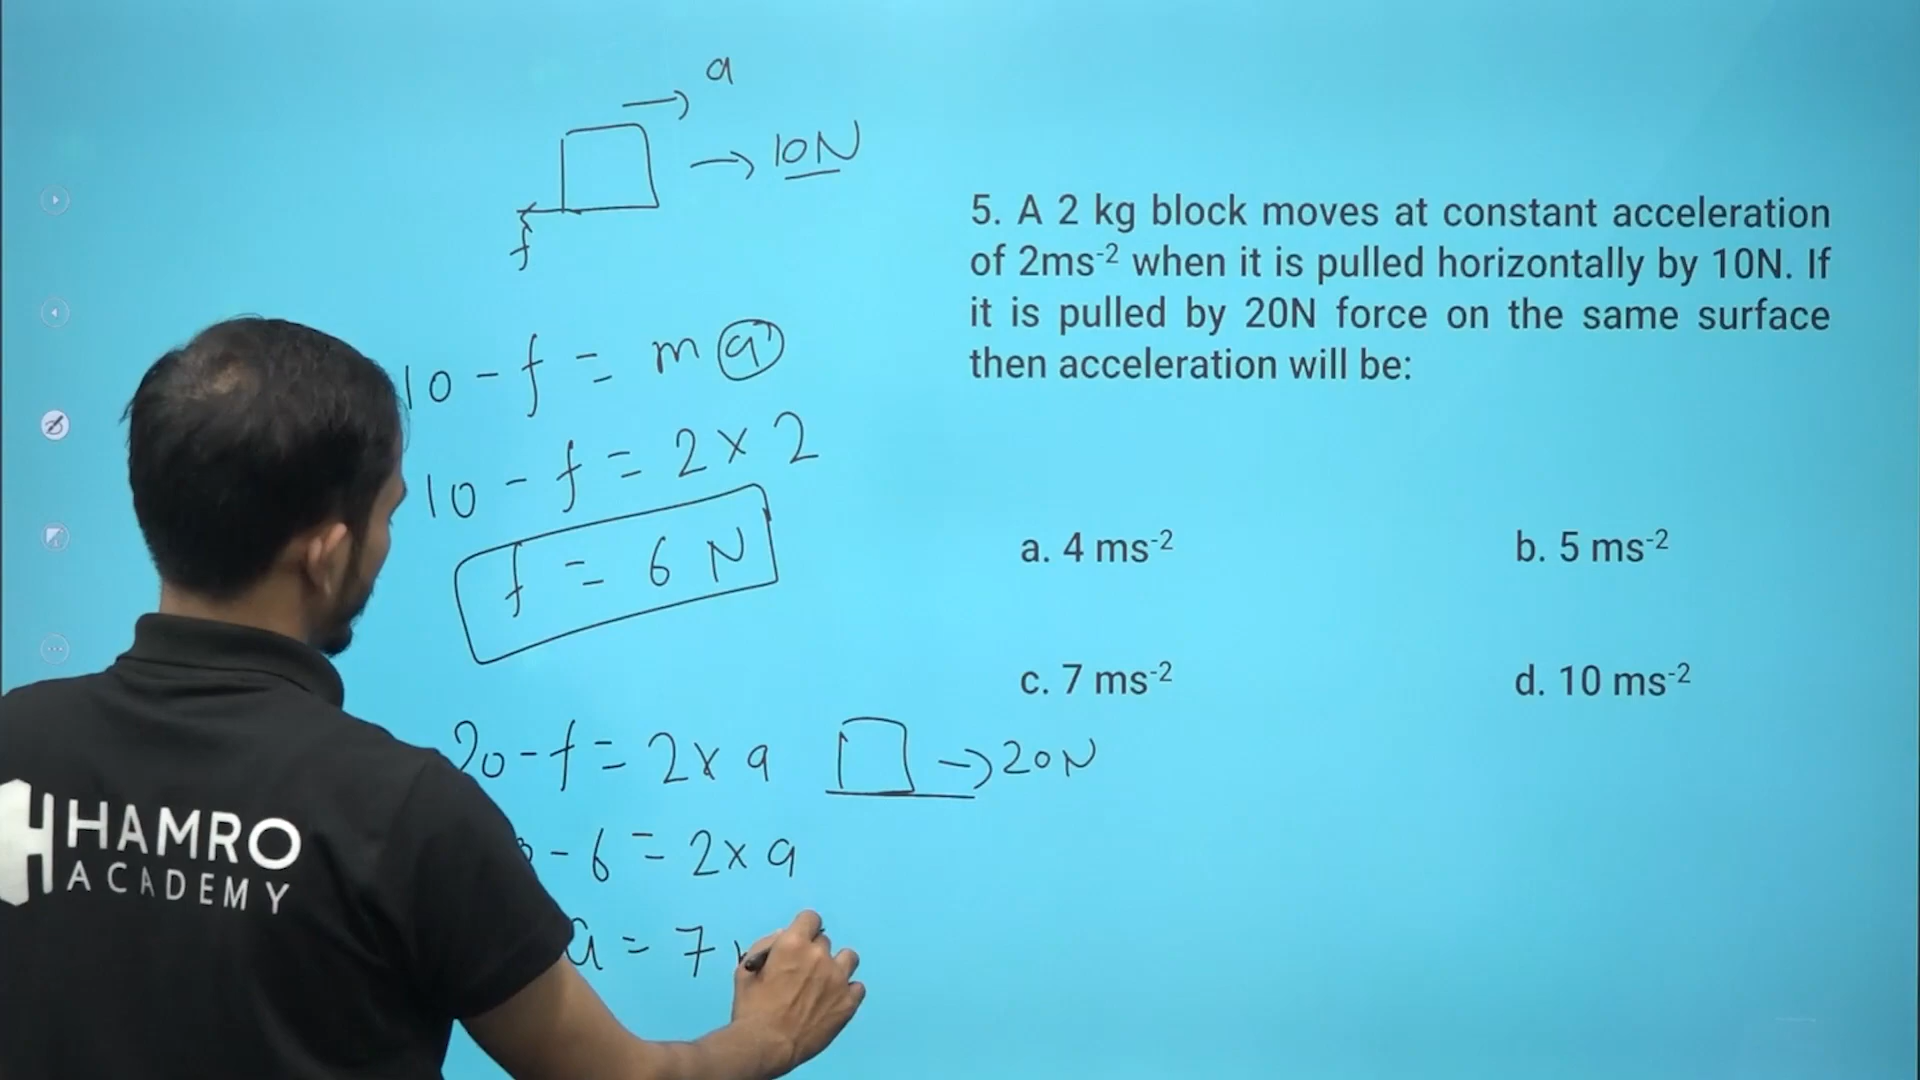 a
→ 10N
f
10 - f = m a
10 - f = 2 x 2
f = 6 N
20 - f = 2 x a
→ 20N
- 6 = 2 x a
a = 7
5. A 2 kg block moves at constant acceleration
of 2ms⁻² when it is pulled horizontally by 10N. If
it is pulled by 20N force on the same surface
then acceleration will be:
a. 4 ms⁻²
b. 5 ms⁻²
c. 7 ms⁻²
d. 10 ms⁻²
HAMRO
ACADEMY